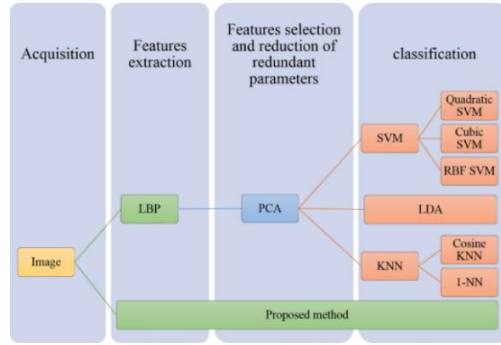 Acquisition
Features
extraction
Features selection
and reduction of
redundant
parameters
classification
Image
LBP
PCA
SVM
Quadratic
SVM
Cubic
SVM
RBF SVM
LDA
KNN
Cosine
KNN
1-NN
Proposed method